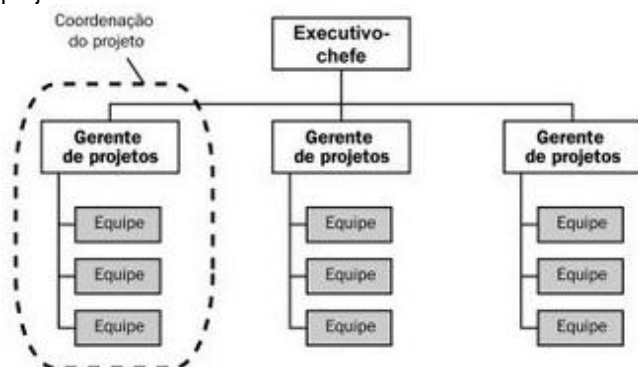 Coordenação
do projeto
Executivo-
chefe
Gerente
de projetos
Gerente
de projetos
Gerente
de projetos
Equipe
Equipe
Equipe
Equipe
Equipe
Equipe
Equipe
Equipe
Equipe